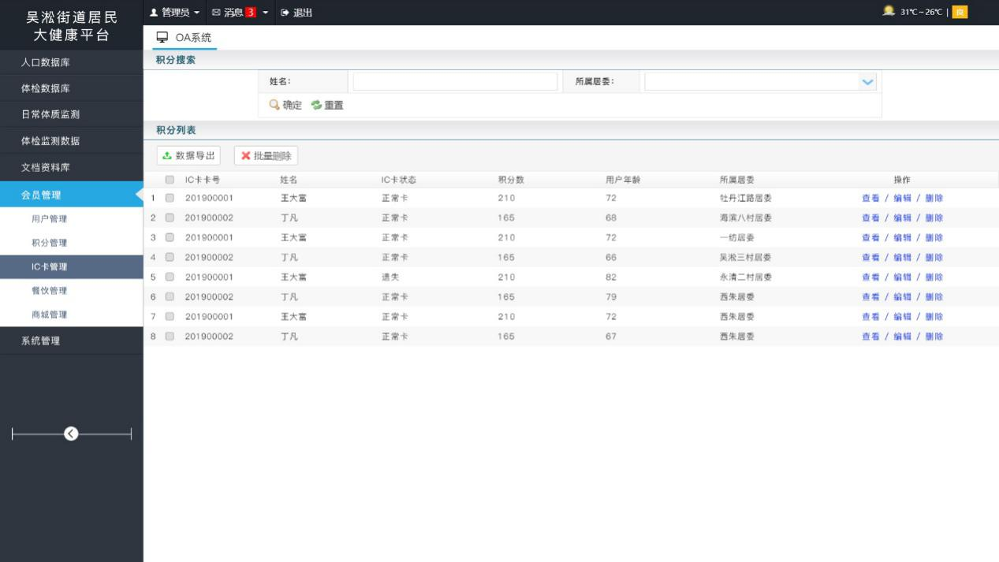 吴淞街道居民
大健康平台
管理员 消息 3 退出
31℃~26℃ | 良
人口数据库
体检数据库
日常体质监测
体检监测数据
文档资料库
会员管理
用户管理
积分管理
IC卡管理
餐饮管理
商城管理
系统管理
OA系统
积分搜索
姓名: 所属居委:
确定 重置
积分列表
数据导出 批量删除
IC卡卡号 姓名 IC卡状态 积分数 用户年龄 所属居委 操作
1 201900001 王大富 正常卡 210 72 牡丹江路居委 查看 / 编辑 / 删除
2 201900002 丁凡 正常卡 165 68 海滨八村居委 查看 / 编辑 / 删除
3 201900001 王大富 正常卡 210 72 一纺居委 查看 / 编辑 / 删除
4 201900002 丁凡 正常卡 165 66 吴淞三村居委 查看 / 编辑 / 删除
5 201900001 王大富 遗失 210 82 永清二村居委 查看 / 编辑 / 删除
6 201900002 丁凡 正常卡 165 79 西朱居委 查看 / 编辑 / 删除
7 201900001 王大富 正常卡 210 72 西朱居委 查看 / 编辑 / 删除
8 201900002 丁凡 正常卡 165 67 西朱居委 查看 / 编辑 / 删除